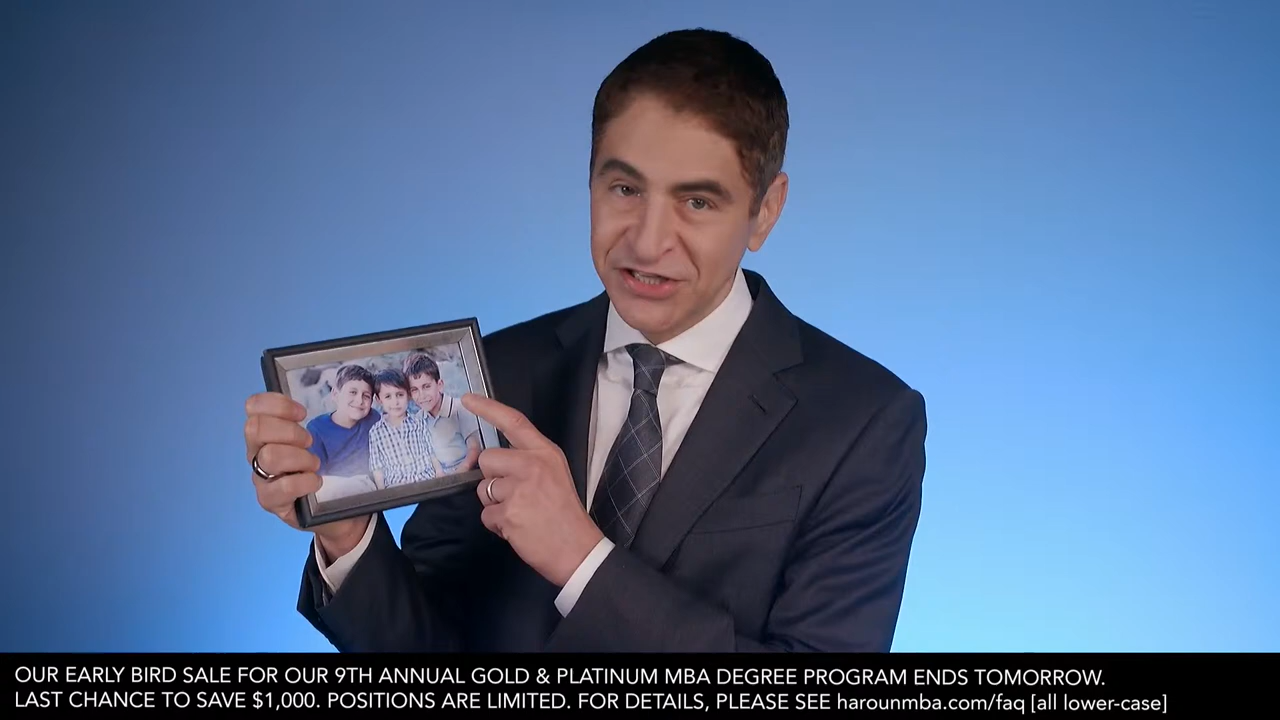 OUR EARLY BIRD SALE FOR OUR 9TH ANNUAL GOLD & PLATINUM MBA DEGREE PROGRAM ENDS TOMORROW.
LAST CHANCE TO SAVE $1,000. POSITIONS ARE LIMITED. FOR DETAILS, PLEASE SEE harounmba.com/faq [all lower-case]